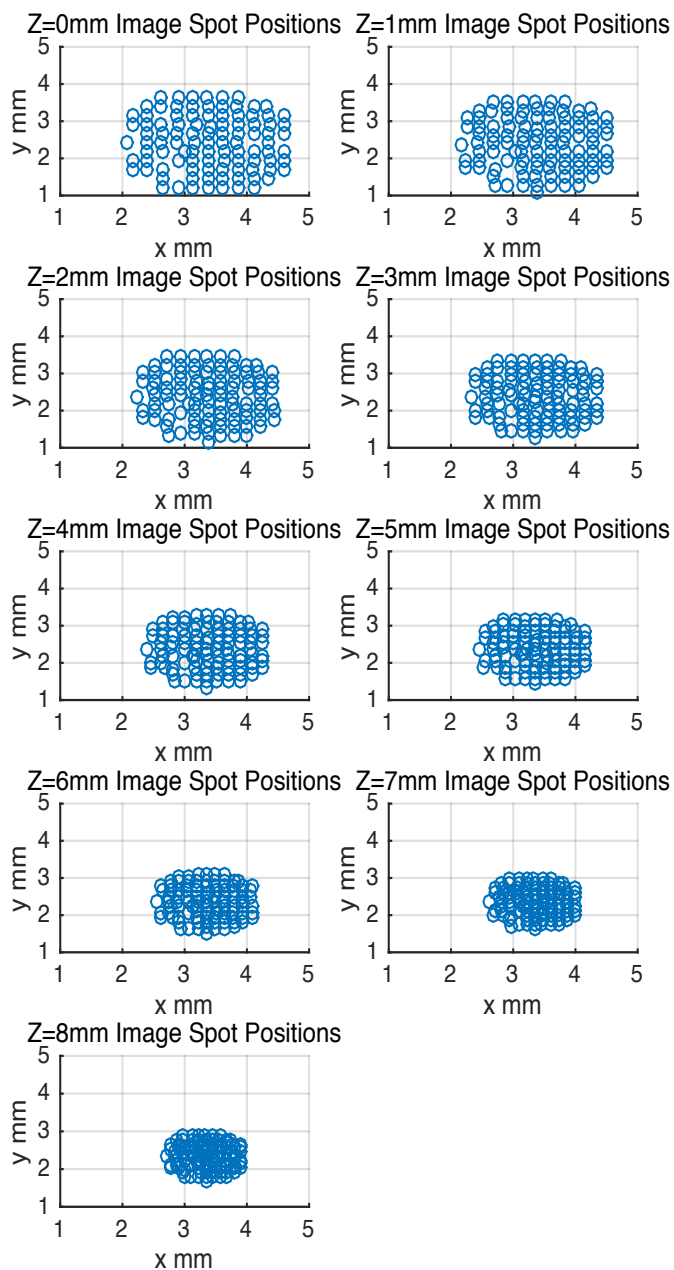 Z=0mm Image Spot Positions
5
4
3
2
1
y mm
1 2 3 4 5
x mm
Z=1mm Image Spot Positions
5
4
3
2
1
y mm
1 2 3 4 5
x mm
Z=2mm Image Spot Positions
5
4
3
2
1
y mm
1 2 3 4 5
x mm
Z=3mm Image Spot Positions
5
4
3
2
1
y mm
1 2 3 4 5
x mm
Z=4mm Image Spot Positions
5
4
3
2
1
y mm
1 2 3 4 5
x mm
Z=5mm Image Spot Positions
5
4
3
2
1
y mm
1 2 3 4 5
x mm
Z=6mm Image Spot Positions
5
4
3
2
1
y mm
1 2 3 4 5
x mm
Z=7mm Image Spot Positions
5
4
3
2
1
y mm
1 2 3 4 5
x mm
Z=8mm Image Spot Positions
5
4
3
2
1
y mm
1 2 3 4 5
x mm